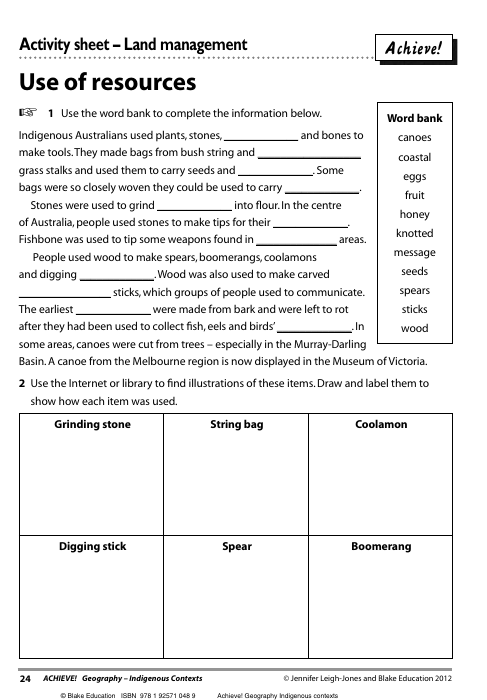 Activity sheet – Land management
Achieve!
Use of resources
☞ 1 Use the word bank to complete the information below.
Indigenous Australians used plants, stones, ______________ and bones to
make tools. They made bags from bush string and ____________________
grass stalks and used them to carry seeds and ______________. Some
bags were so closely woven they could be used to carry ______________.
Stones were used to grind ______________ into flour. In the centre
of Australia, people used stones to make tips for their ______________.
Fishbone was used to tip some weapons found in _______________ areas.
People used wood to make spears, boomerangs, coolamons
and digging ______________. Wood was also used to make carved
_________________ sticks, which groups of people used to communicate.
The earliest ______________ were made from bark and were left to rot
after they had been used to collect fish, eels and birds' ______________. In
some areas, canoes were cut from trees – especially in the Murray-Darling
Basin. A canoe from the Melbourne region is now displayed in the Museum of Victoria.
Word bank
canoes
coastal
eggs
fruit
honey
knotted
message
seeds
spears
sticks
wood
2 Use the Internet or library to find illustrations of these items. Draw and label them to
show how each item was used.
Grinding stone String bag Coolamon
Digging stick Spear Boomerang
24 ACHIEVE! Geography – Indigenous Contexts © Jennifer Leigh-Jones and Blake Education 2012
© Blake Education ISBN 978 1 92571 048 9 Achieve! Geography Indigenous contexts